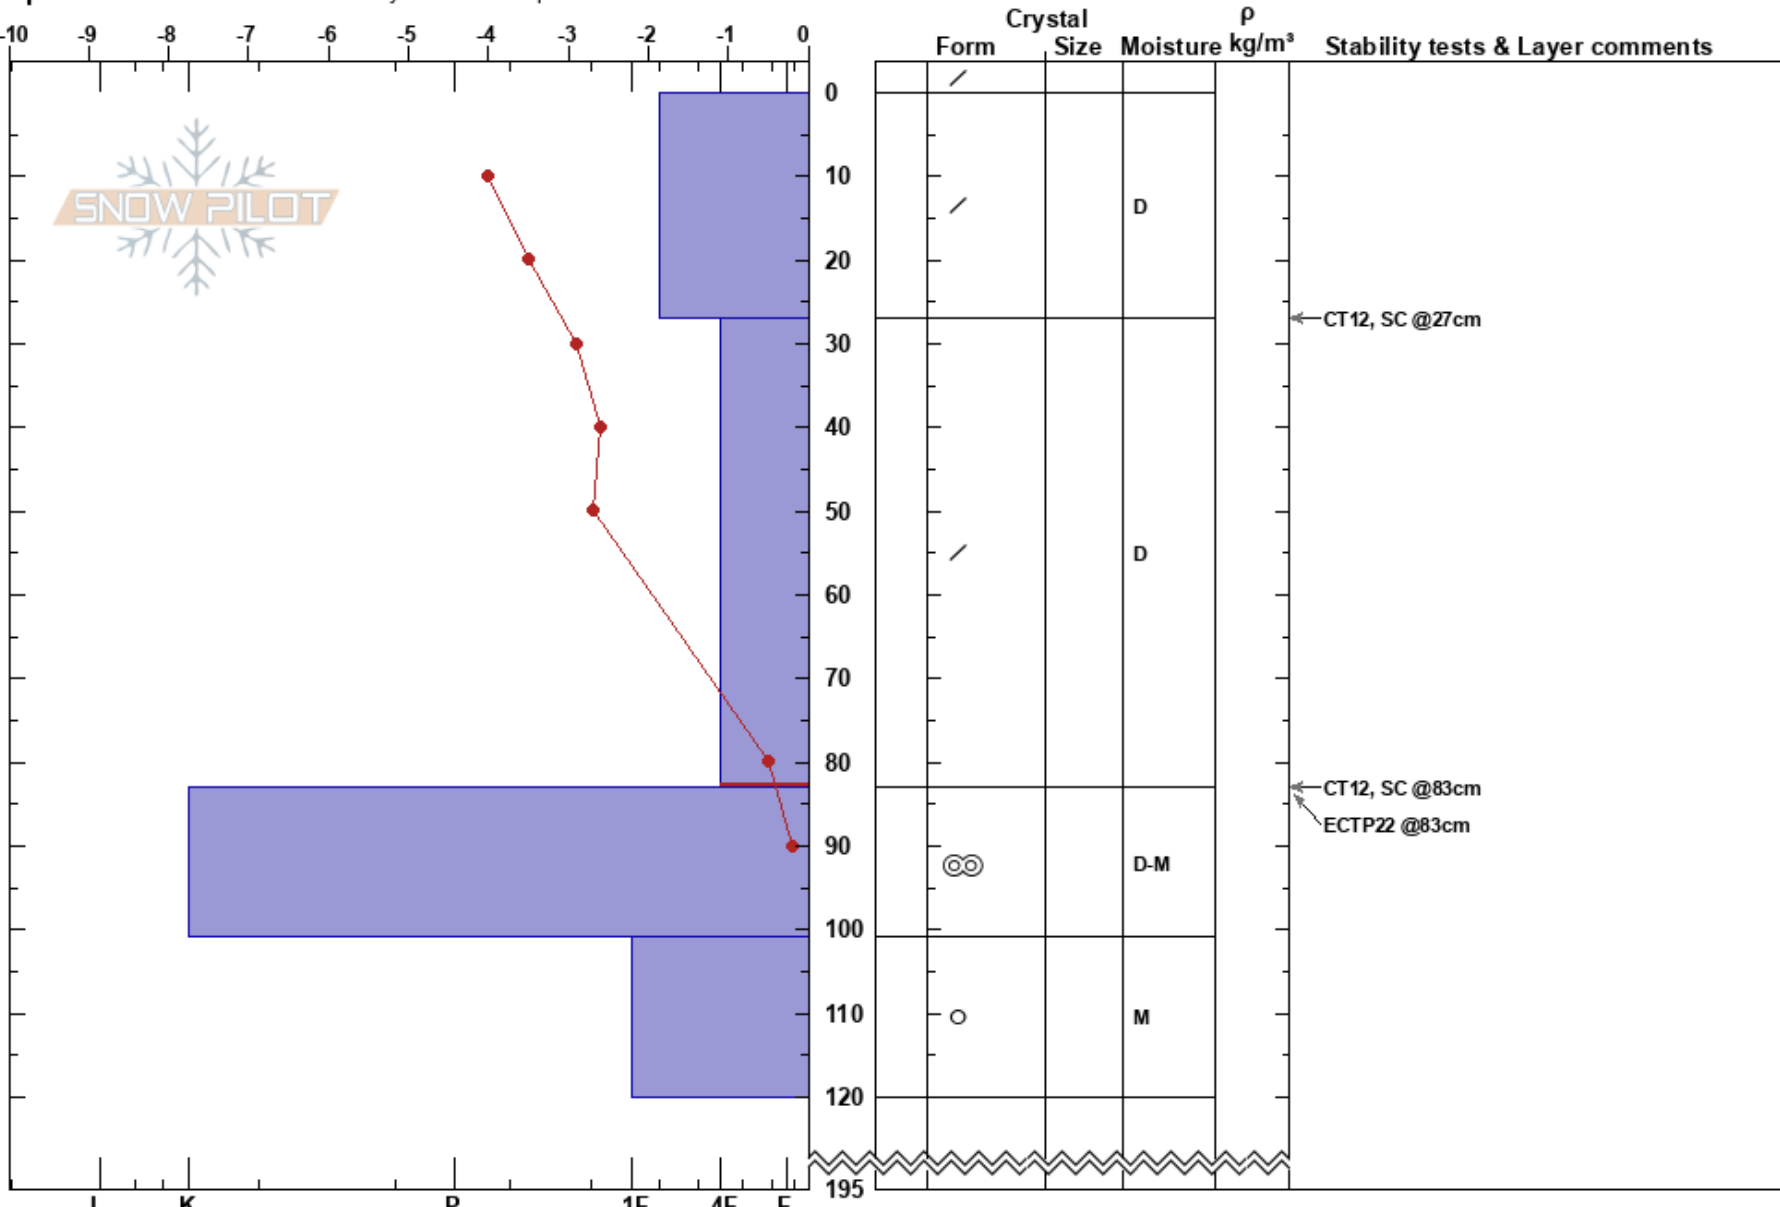 -10 -9 -8 -7 -6 -5 -4 -3 -2 -1 0
Crystal ρ
Form Size Moisture kg/m³ Stability tests & Layer comments
0
SNOW PILOT
10
D
20
CT12, SC @27cm
30
40
50
D
60
70
80
CT12, SC @83cm
ECTP22 @83cm
90
D-M
100
110
M
120
195
I K P 1F 4F F